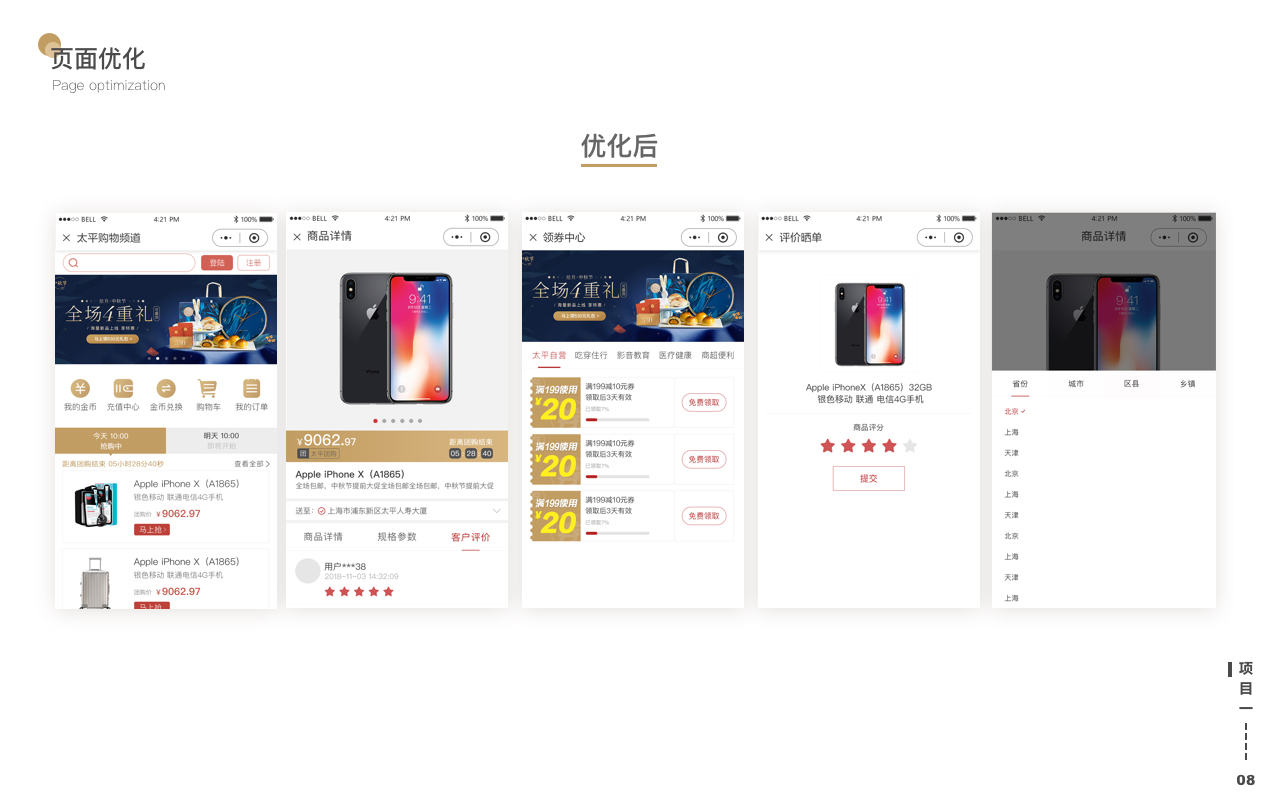 页面优化
Page optimization
优化后
BELL 4:21 PM 100%
太平购物频道
登陆 注册
全场4重礼
海量新品上线 享特惠
我的金币 充值中心 金币兑换 购物车 我的订单
今天 10:00 明天 10:00
抢购中 即将开始
距离团购结束 05小时28分40秒 查看全部
Apple iPhone X（A1865）
银色移动 联通电信4G手机
团购价 ￥9062.97
马上抢
Apple iPhone X（A1865）
银色移动 联通电信4G手机
团购价 ￥9062.97
马上抢
BELL 4:21 PM 100%
商品详情
￥9062.97 距离团购结束
团 太平团购 05 : 28 : 40
Apple iPhone X（A1865）
全场包邮、中秋节提前大促全场包邮全场包邮、中秋节提前大促
送至: 上海市浦东新区太平人寿大厦
商品详情 规格参数 客户评价
用户***38
2018-11-03 14:32:09
BELL 4:21 PM 100%
领券中心
全场4重礼
海量新品上线 享特惠
太平自营 吃穿住行 影音教育 医疗健康 商超便利
满199使用
￥20
满199减10元券
领取后3天有效
已领取7%
免费领取
满199使用
￥20
满199减10元券
领取后3天有效
已领取7%
免费领取
满199使用
￥20
满199减10元券
领取后3天有效
已领取7%
免费领取
BELL 4:21 PM 100%
评价晒单
9:41
Apple iPhoneX（A1865）32GB
银色移动 联通 电信4G手机
商品评分
提交
BELL 4:21 PM 100%
商品详情
9:41
省份 城市 区县 乡镇
北京
上海
天津
北京
上海
天津
北京
上海
天津
上海
项目一
08